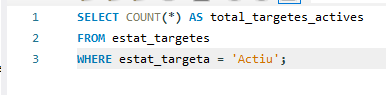 1 SELECT COUNT(*) AS total_targetes_actives
2 FROM estat_targetes
3 WHERE estat_targeta = 'Actiu';